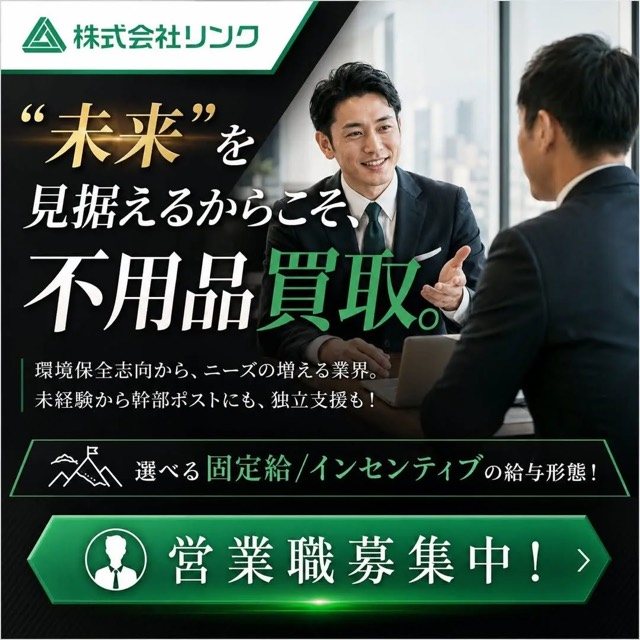 株式会社リンク
“未来”を
見据えるからこそ、
不用品買取。
環境保全志向から、ニーズの増える業界。
未経験から幹部ポストにも、独立支援も！
選べる 固定給/インセンティブの給与形態！
営業職募集中！